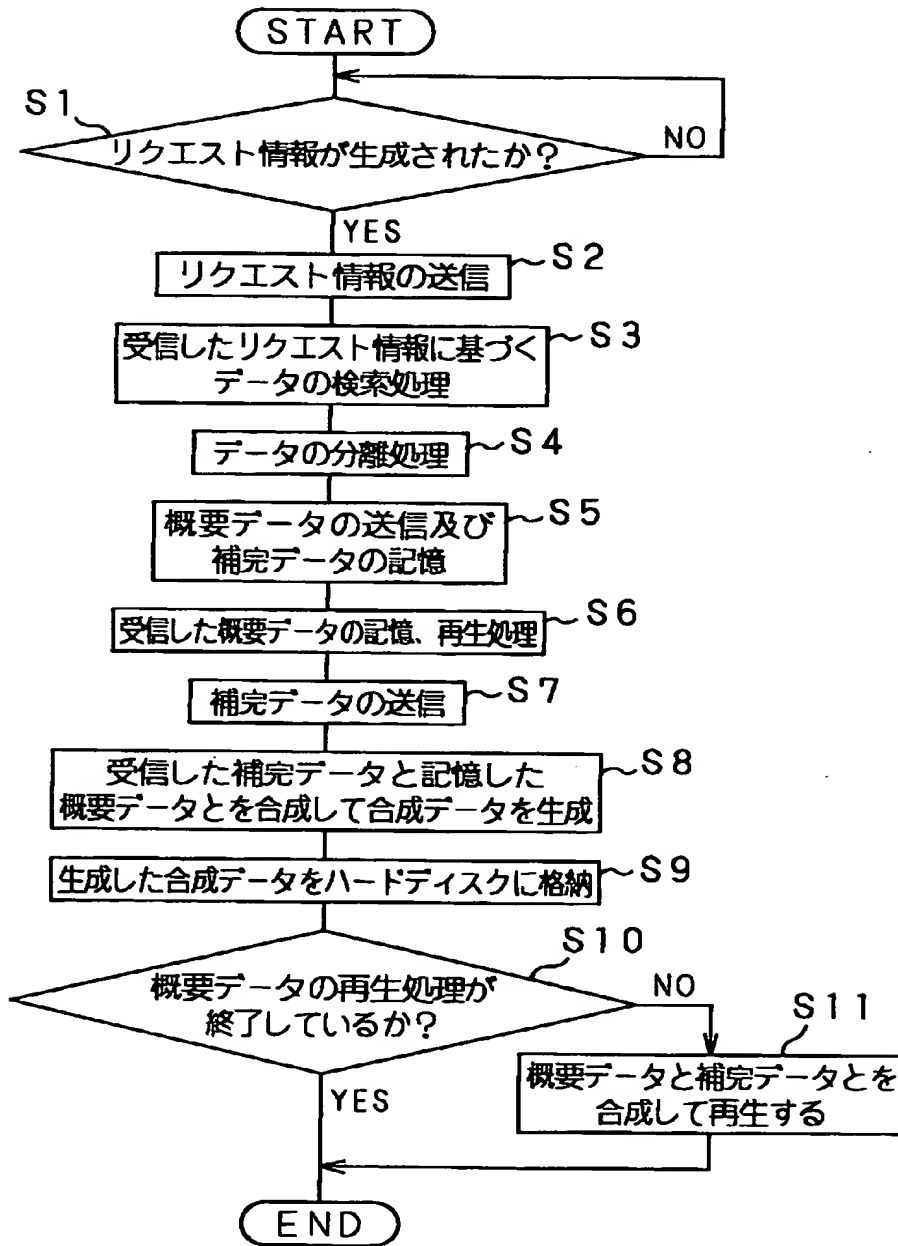 START
S1
リクエスト情報が生成されたか?
NO
YES
リクエスト情報の送信
S2
受信したリクエスト情報に基づく
データの検索処理
S3
データの分離処理
S4
概要データの送信及び
補完データの記憶
S5
受信した概要データの記憶、再生処理
S6
補完データの送信
S7
受信した補完データと記憶した
概要データとを合成して合成データを生成
S8
生成した合成データをハードディスクに格納
S9
S10
概要データの再生処理が
終了しているか?
NO
S11
概要データと補完データとを
合成して再生する
YES
END